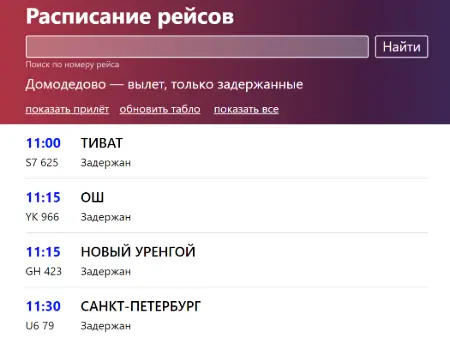 Расписание рейсов
Найти
Поиск по номеру рейса
Домодедово — вылет, только задержанные
показать прилёт обновить табло показать все
11:00 ТИВАТ
S7 625 Задержан
11:15 ОШ
YK 966 Задержан
11:15 НОВЫЙ УРЕНГОЙ
GH 423 Задержан
11:30 САНКТ-ПЕТЕРБУРГ
U6 79 Задержан